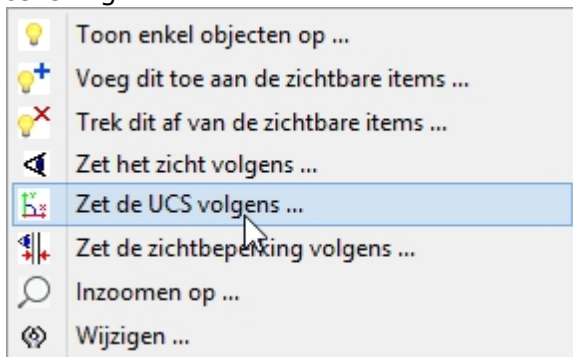 Toon enkel objecten op ...
Voeg dit toe aan de zichtbare items ...
Trek dit af van de zichtbare items ...
Zet het zicht volgens ...
Zet de UCS volgens ...
Zet de zichtbeperking volgens ...
Inzoomen op ...
Wijzigen ...